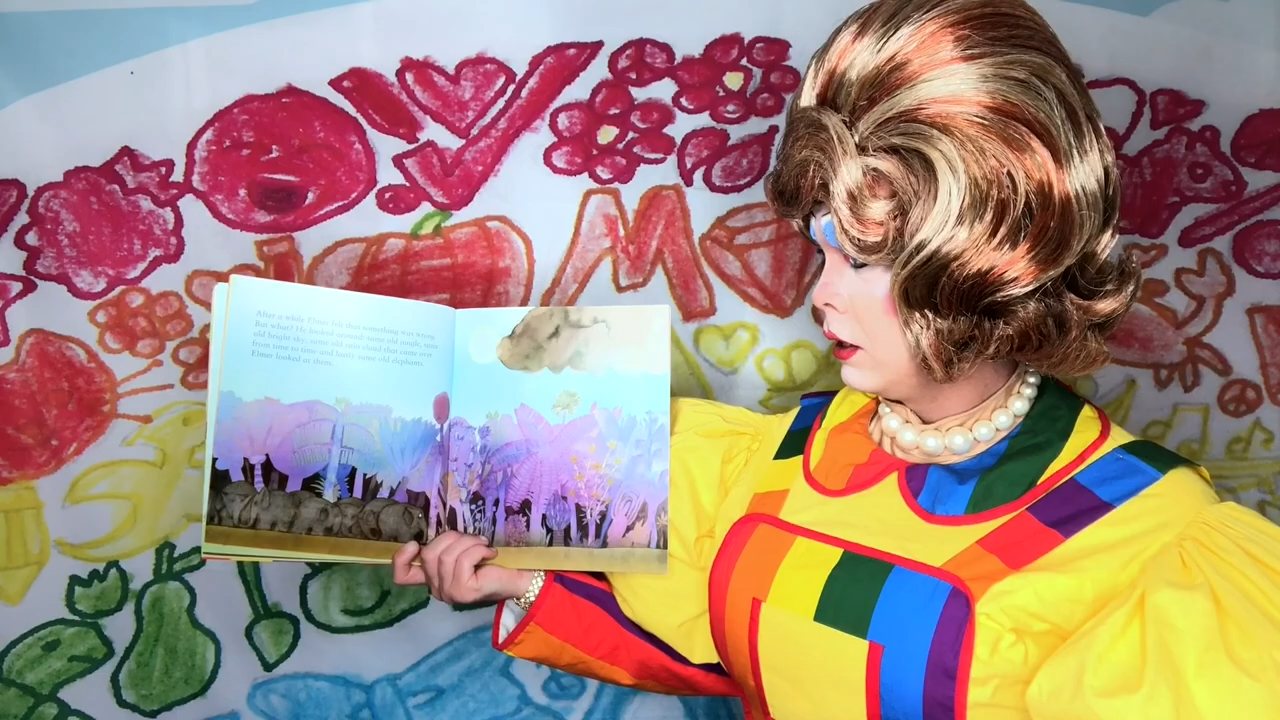 After a while Elmer felt that something was wrong.
But what? He looked around: same old jungle, same
old bright sky, same old rain cloud that came over
from time to time and lastly same old elephants.
Elmer looked at them.
M